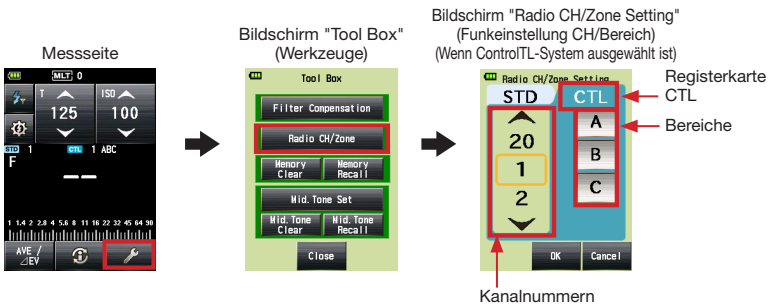 Messseite
Bildschirm "Tool Box"
(Werkzeuge)
Bildschirm "Radio CH/Zone Setting"
(Funkeinstellung CH/Bereich)
(Wenn ControlTL-System ausgewählt ist)
MLT 0
T
ISO
125
100
STD 1
CTL 1 ABC
F
1 1.4 2 2.8 4 5.6 8 11 16 22 32 45 64 90
AVE /
⊿EV
Tool Box
Filter Compensation
Radio CH/Zone
Memory Clear
Memory Recall
Mid. Tone Set
Mid. Tone Clear
Mid. Tone Recall
Close
Radio CH/Zone Setting
STD
CTL
20
1
2
A
B
C
OK
Cancel
Registerkarte
CTL
Bereiche
Kanalnummern